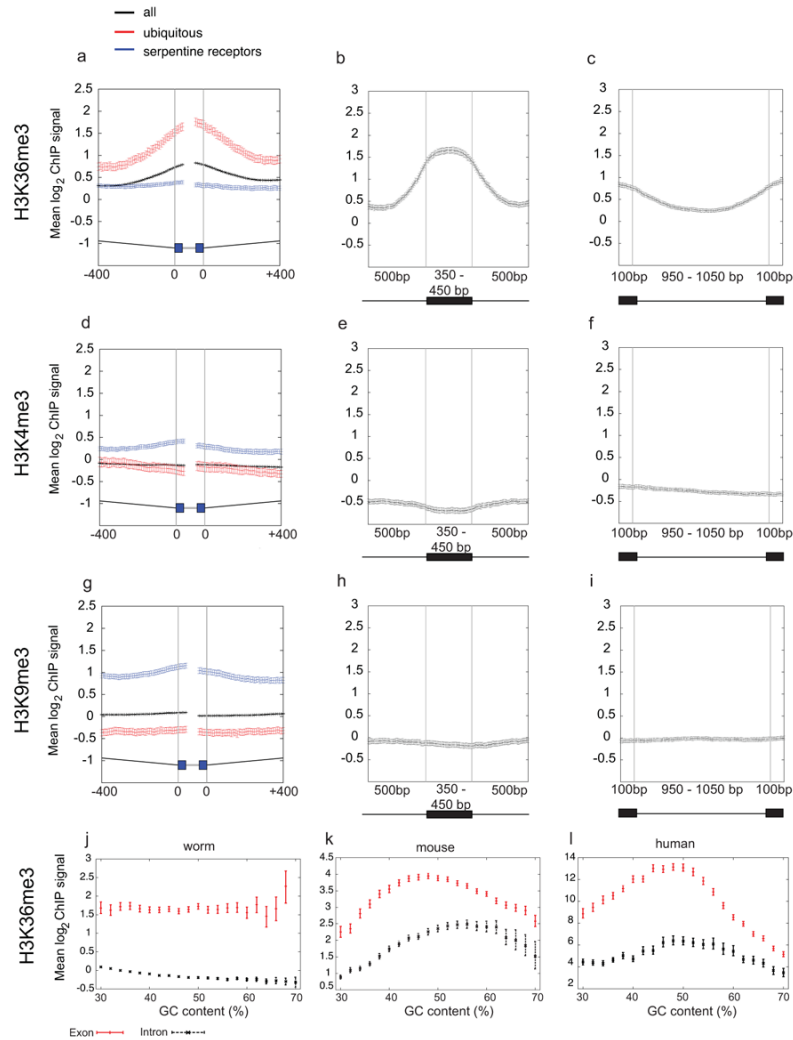 all
ubiquitous
serpentine receptors
a
b
c
H3K36me3
Mean log2 ChIP signal
2.5
2
1.5
1
0.5
0
-0.5
-1
-400 0 0 +400
3
2.5
2
1.5
1
0.5
0
-0.5
500bp 350 - 450 bp 500bp
3
2.5
2
1.5
1
0.5
0
-0.5
100bp 950 - 1050 bp 100bp
d
e
f
H3K4me3
Mean log2 ChIP signal
2.5
2
1.5
1
0.5
0
-0.5
-1
-400 0 0 +400
3
2.5
2
1.5
1
0.5
0
-0.5
500bp 350 - 450 bp 500bp
3
2.5
2
1.5
1
0.5
0
-0.5
100bp 950 - 1050 bp 100bp
g
h
i
H3K9me3
Mean log2 ChIP signal
2.5
2
1.5
1
0.5
0
-0.5
-1
-400 0 0 +400
3
2.5
2
1.5
1
0.5
0
-0.5
500bp 350 - 450 bp 500bp
3
2.5
2
1.5
1
0.5
0
-0.5
100bp 950 - 1050 bp 100bp
j worm
k mouse
l human
H3K36me3
Mean log2 ChIP signal
3
2.5
2
1.5
1
0.5
0
-0.5
30 40 50 60 70
GC content (%)
4.5
4
3.5
3
2.5
2
1.5
1
0.5
30 40 50 60 70
GC content (%)
14
12
10
8
6
4
2
30 40 50 60 70
GC content (%)
Exon Intron